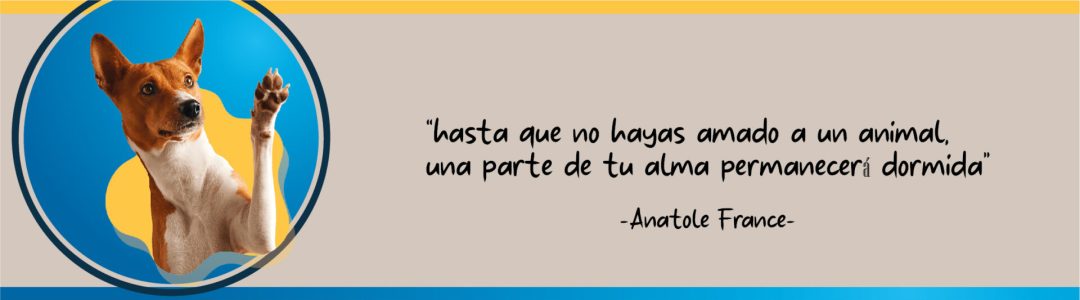 "hasta que no hayas amado a un animal,
una parte de tu alma permanecerá dormida"
-Anatole France-